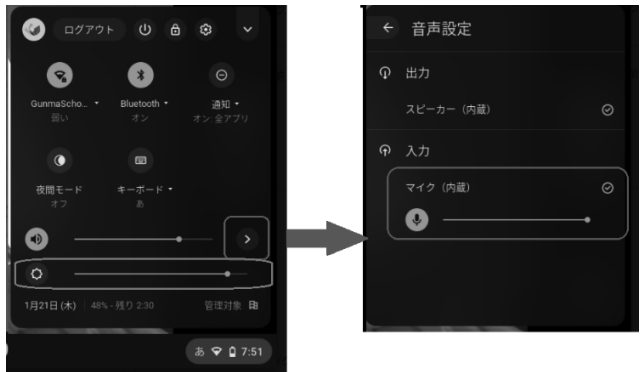 ログアウト
GunmaScho...
弱い
Bluetooth
オン
通知
オン: 全アプリ
夜間モード
オフ
キーボード
あ
1月21日 (木)
48% - 残り 2:30
管理対象
あ
7:51
音声設定
出力
スピーカー（内蔵）
入力
マイク（内蔵）